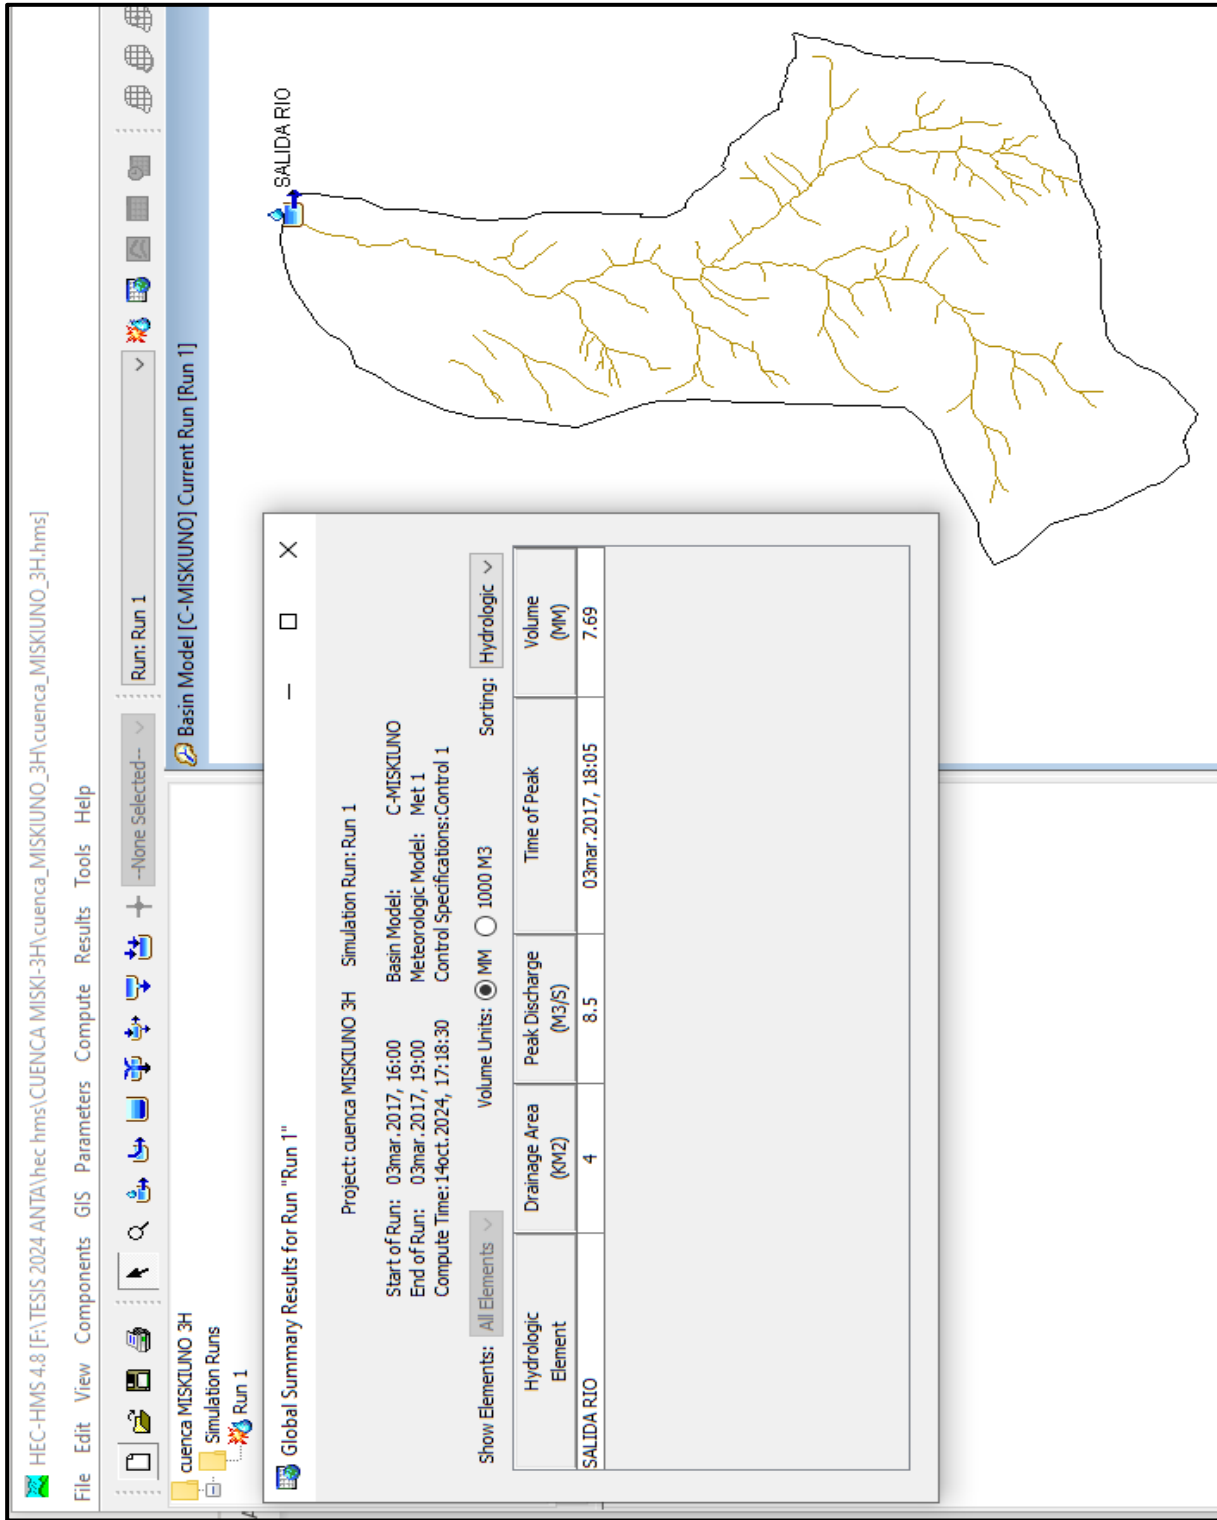 HEC-HMS 4.8 [F:\TESIS 2024 ANTA\hec hms\CUENCA MISKI-3H\cuenca_MISKIUNO_3H\cuenca_MISKIUNO_3H.hms]
File Edit View Components GIS Parameters Compute Results Tools Help
--None Selected-- Run: Run 1
cuenca MISKIUNO 3H
Simulation Runs
Run 1
Basin Model [C-MISKIUNO] Current Run [Run 1]
SALIDA RIO
Global Summary Results for Run "Run 1"
Project: cuenca MISKIUNO 3H Simulation Run: Run 1
Start of Run: 03mar.2017, 16:00 Basin Model: C-MISKIUNO
End of Run: 03mar.2017, 19:00 Meteorologic Model: Met 1
Compute Time:14oct.2024, 17:18:30 Control Specifications:Control 1
Show Elements: All Elements Volume Units: MM 1000 M3 Sorting: Hydrologic
Hydrologic Drainage Area Peak Discharge Time of Peak Volume
Element (KM2) (M3/S) (MM)
SALIDA RIO 4 8.5 03mar.2017, 18:05 7.69